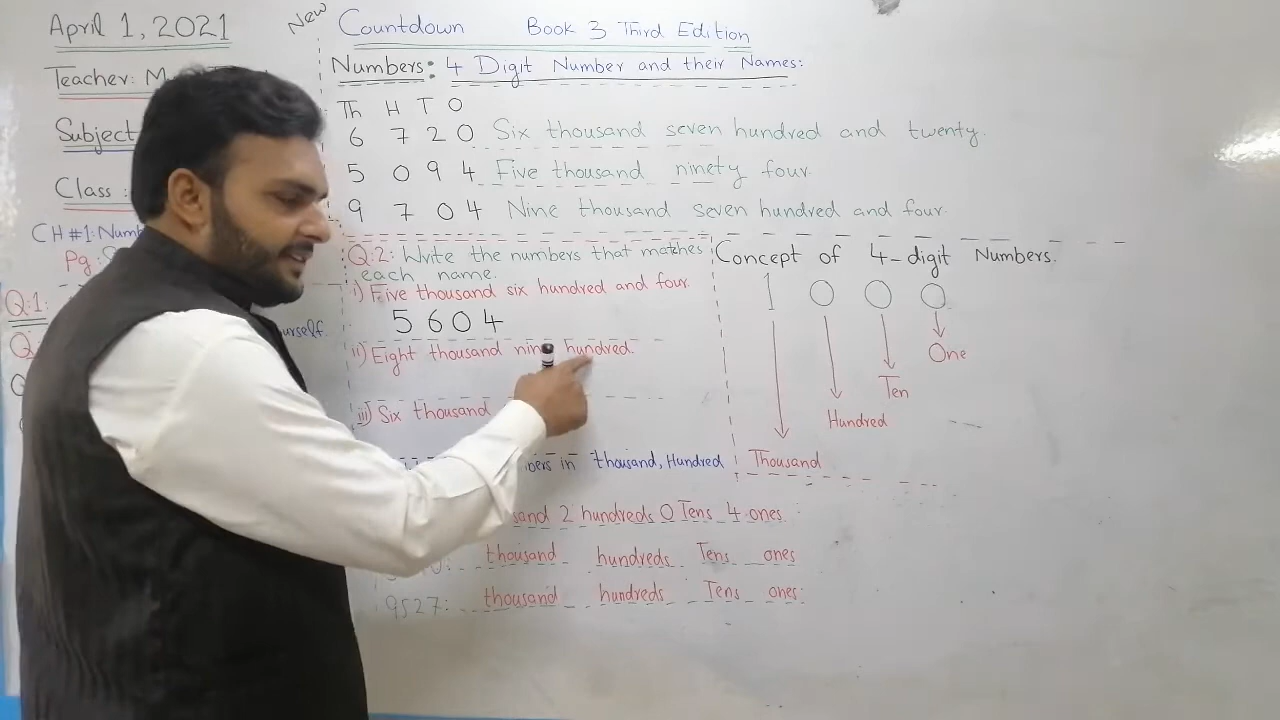 April 1, 2021
Teacher:
Subject
Class :
CH #1: Numb
Pg:
Q:1:
urself.
New
Countdown Book 3 Third Edition
Numbers: 4 Digit Number and their Names:
Th H T O
6 7 2 0 Six thousand seven hundred and twenty.
5 0 9 4 Five thousand ninety four
9 7 0 4 Nine thousand seven hundred and four
Q:2: Write the numbers that matches
each name.
i) Five thousand six hundred and four.
5 6 0 4
ii) Eight thousand nine hundred.
iii) Six thousand
bers in thousand, Hundred
sand 2 hundreds 0 Tens 4 ones
thousand hundreds Tens ones
9527: thousand hundreds Tens ones:
Concept of 4-digit Numbers.
1 0 0 0
One
Ten
Hundred
Thousand